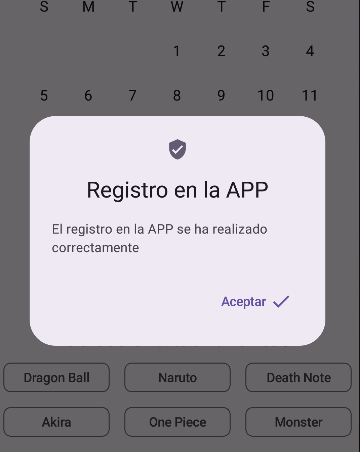 S M T W T F S
1 2 3 4
5 6 7 8 9 10 11
Registro en la APP
El registro en la APP se ha realizado
correctamente
Aceptar
Dragon Ball Naruto Death Note
Akira One Piece Monster